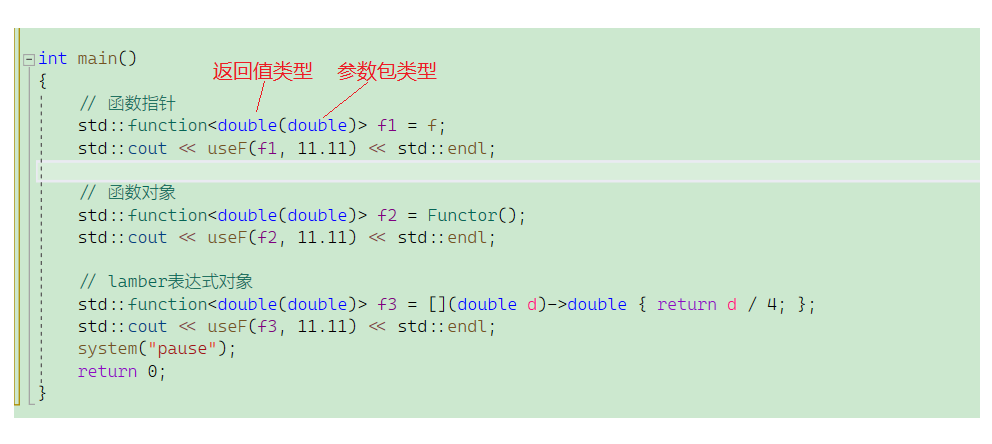 int main()
返回值类型 参数包类型
{
// 函数指针
std::function<double(double)> f1 = f;
std::cout << useF(f1, 11.11) << std::endl;
// 函数对象
std::function<double(double)> f2 = Functor();
std::cout << useF(f2, 11.11) << std::endl;
// lamber表达式对象
std::function<double(double)> f3 = [](double d)->double { return d / 4; };
std::cout << useF(f3, 11.11) << std::endl;
system("pause");
return 0;
}